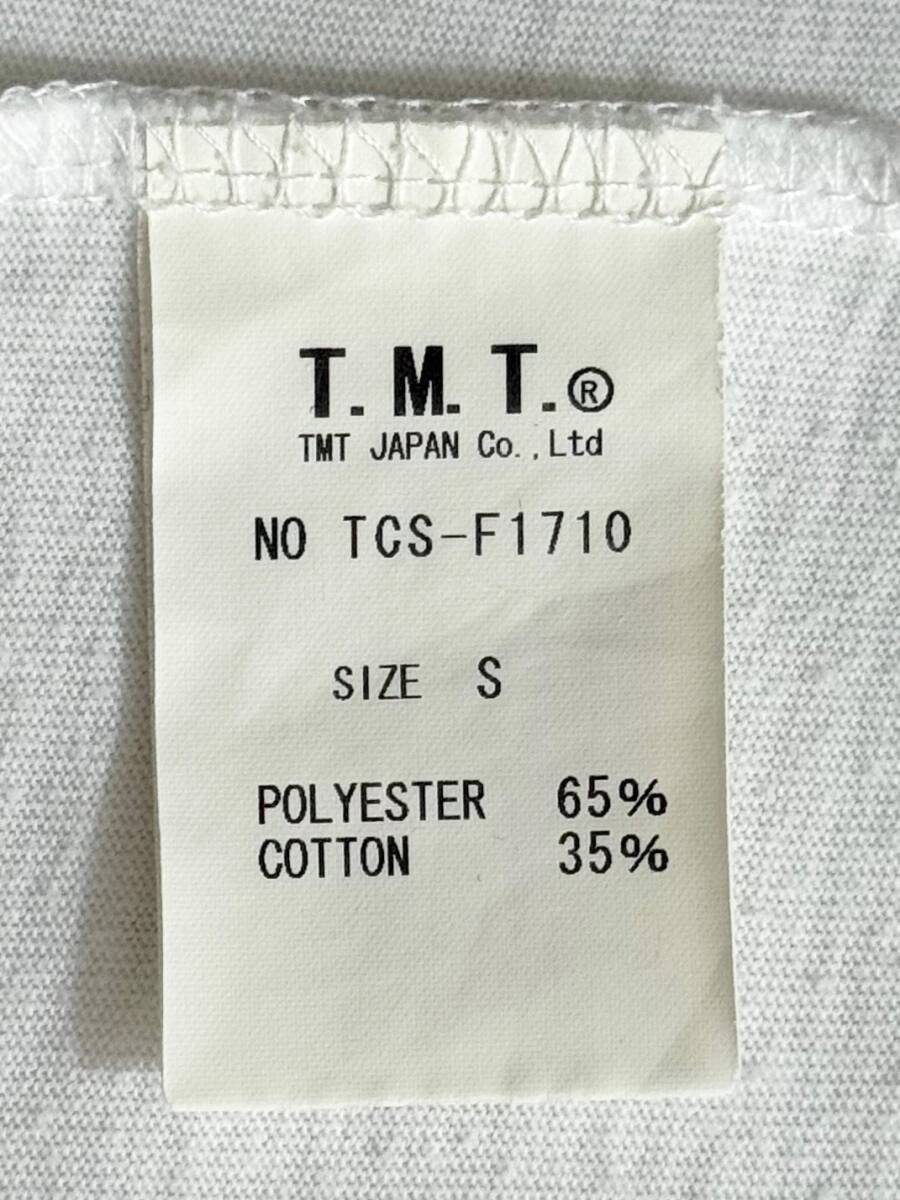 T. M. T.®
TMT JAPAN Co.,Ltd
NO TCS-F1710
SIZE S
POLYESTER 65%
COTTON 35%